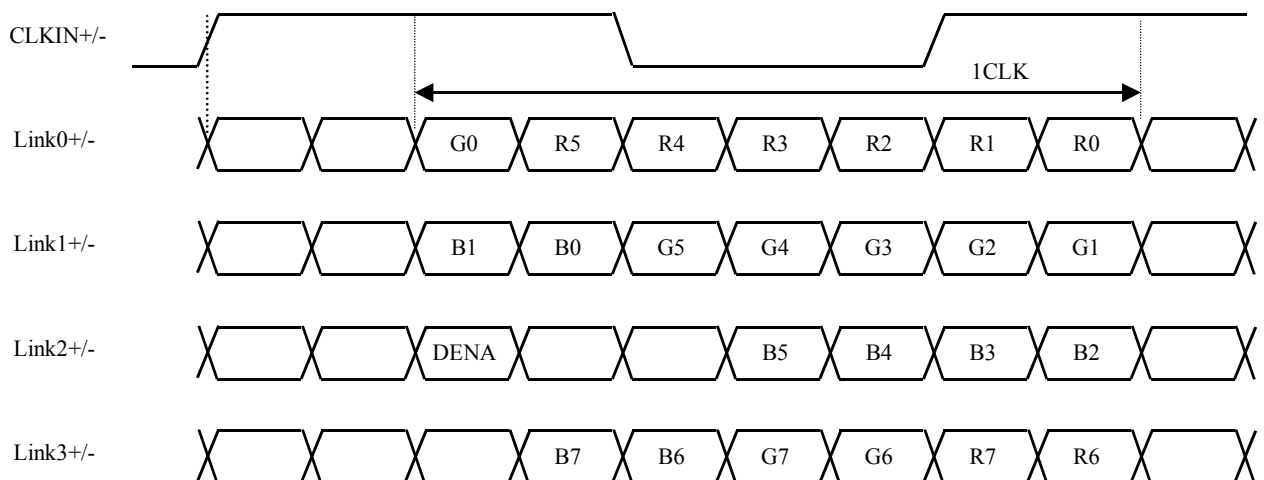 CLKIN+/-
1CLK
Link0+/- G0 R5 R4 R3 R2 R1 R0
Link1+/- B1 B0 G5 G4 G3 G2 G1
Link2+/- DENA B5 B4 B3 B2
Link3+/- B7 B6 G7 G6 R7 R6